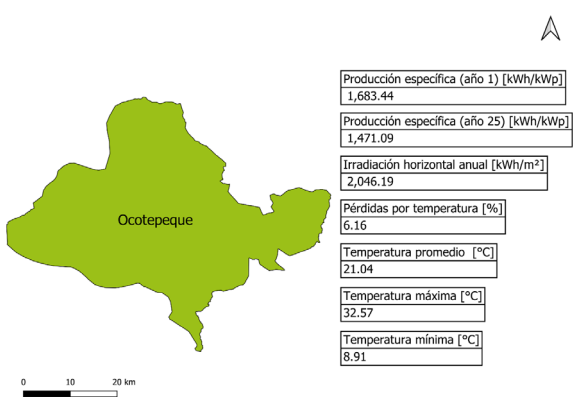 Producción específica (año 1) [kWh/kWp]
1,683.44
Producción específica (año 25) [kWh/kWp]
1,471.09
Irradiación horizontal anual [kWh/m²]
2,046.19
Pérdidas por temperatura [%]
6.16
Ocotepeque
Temperatura promedio [°C]
21.04
Temperatura máxima [°C]
32.57
Temperatura mínima [°C]
8.91
0 10 20 km